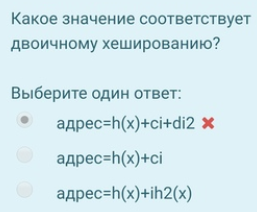 Какое значение соответствует
двоичному хешированию?
Выберите один ответ:
адрес=h(x)+ci+di2 ✖
адрес=h(x)+ci
адрес=h(x)+ih2(x)